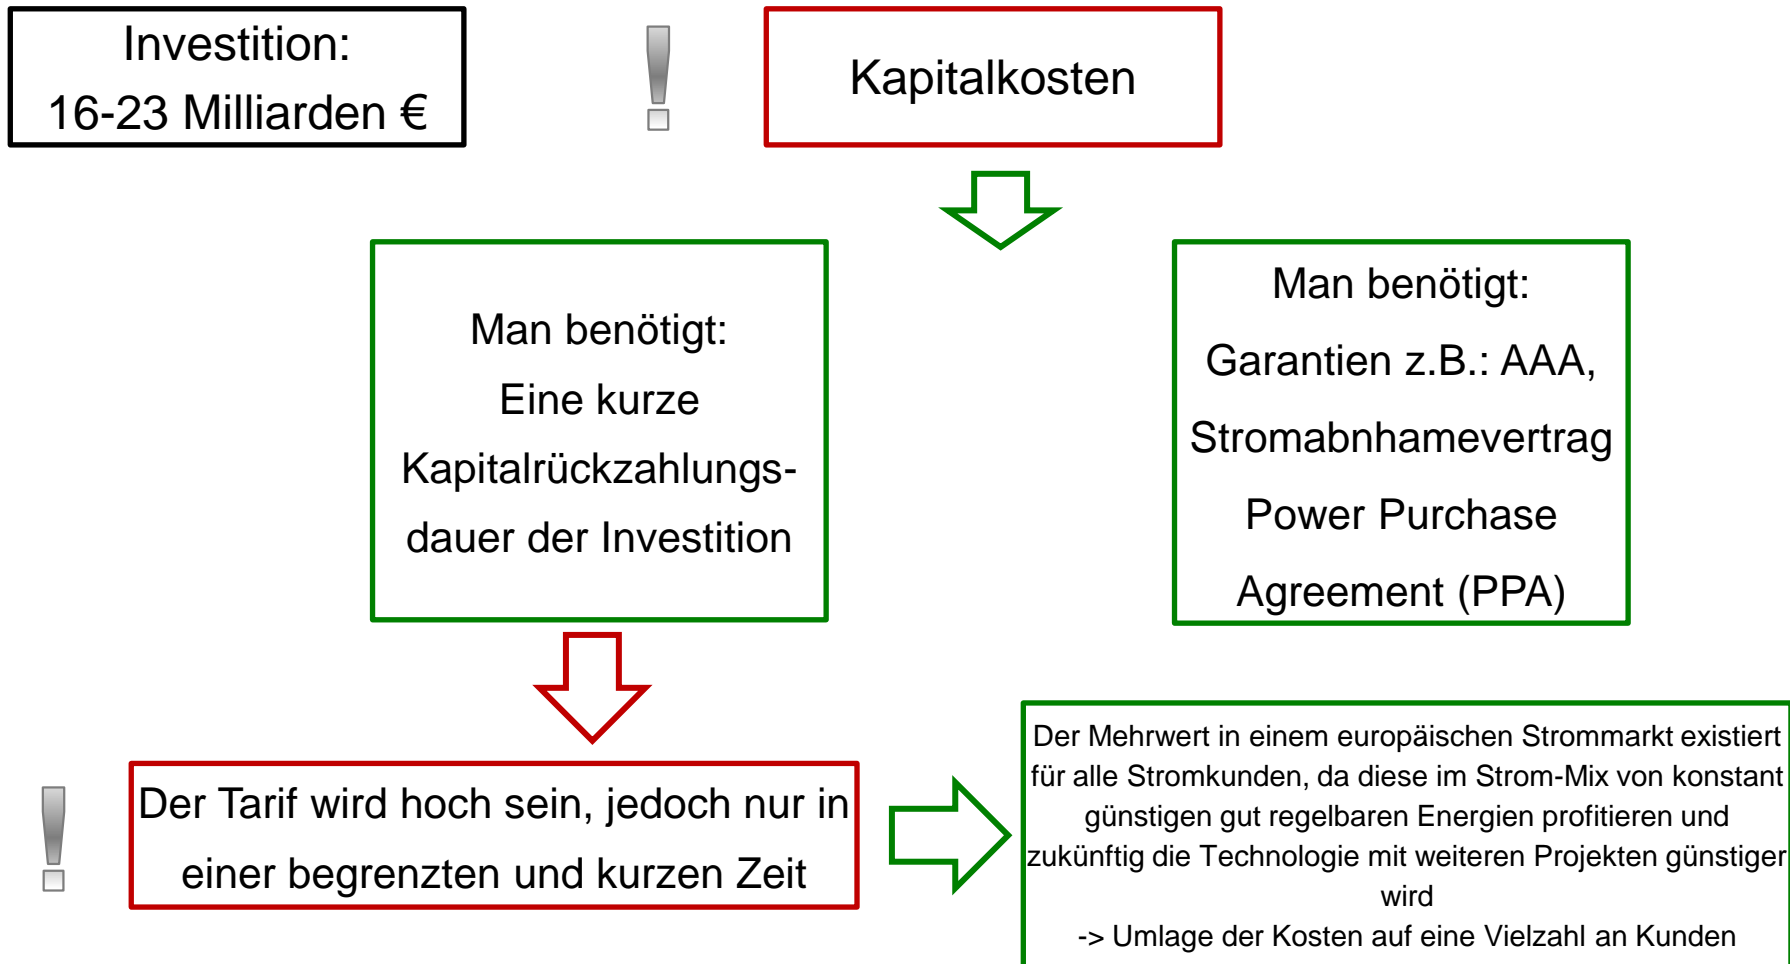 Investition:
16-23 Milliarden €
Kapitalkosten
Man benötigt:
Eine kurze
Kapitalrückzahlungs-
dauer der Investition
Man benötigt:
Garantien z.B.: AAA,
Stromabnhamevertrag
Power Purchase
Agreement (PPA)
Der Tarif wird hoch sein, jedoch nur in
einer begrenzten und kurzen Zeit
Der Mehrwert in einem europäischen Strommarkt existiert
für alle Stromkunden, da diese im Strom-Mix von konstant
günstigen gut regelbaren Energien profitieren und
zukünftig die Technologie mit weiteren Projekten günstiger
wird
-> Umlage der Kosten auf eine Vielzahl an Kunden